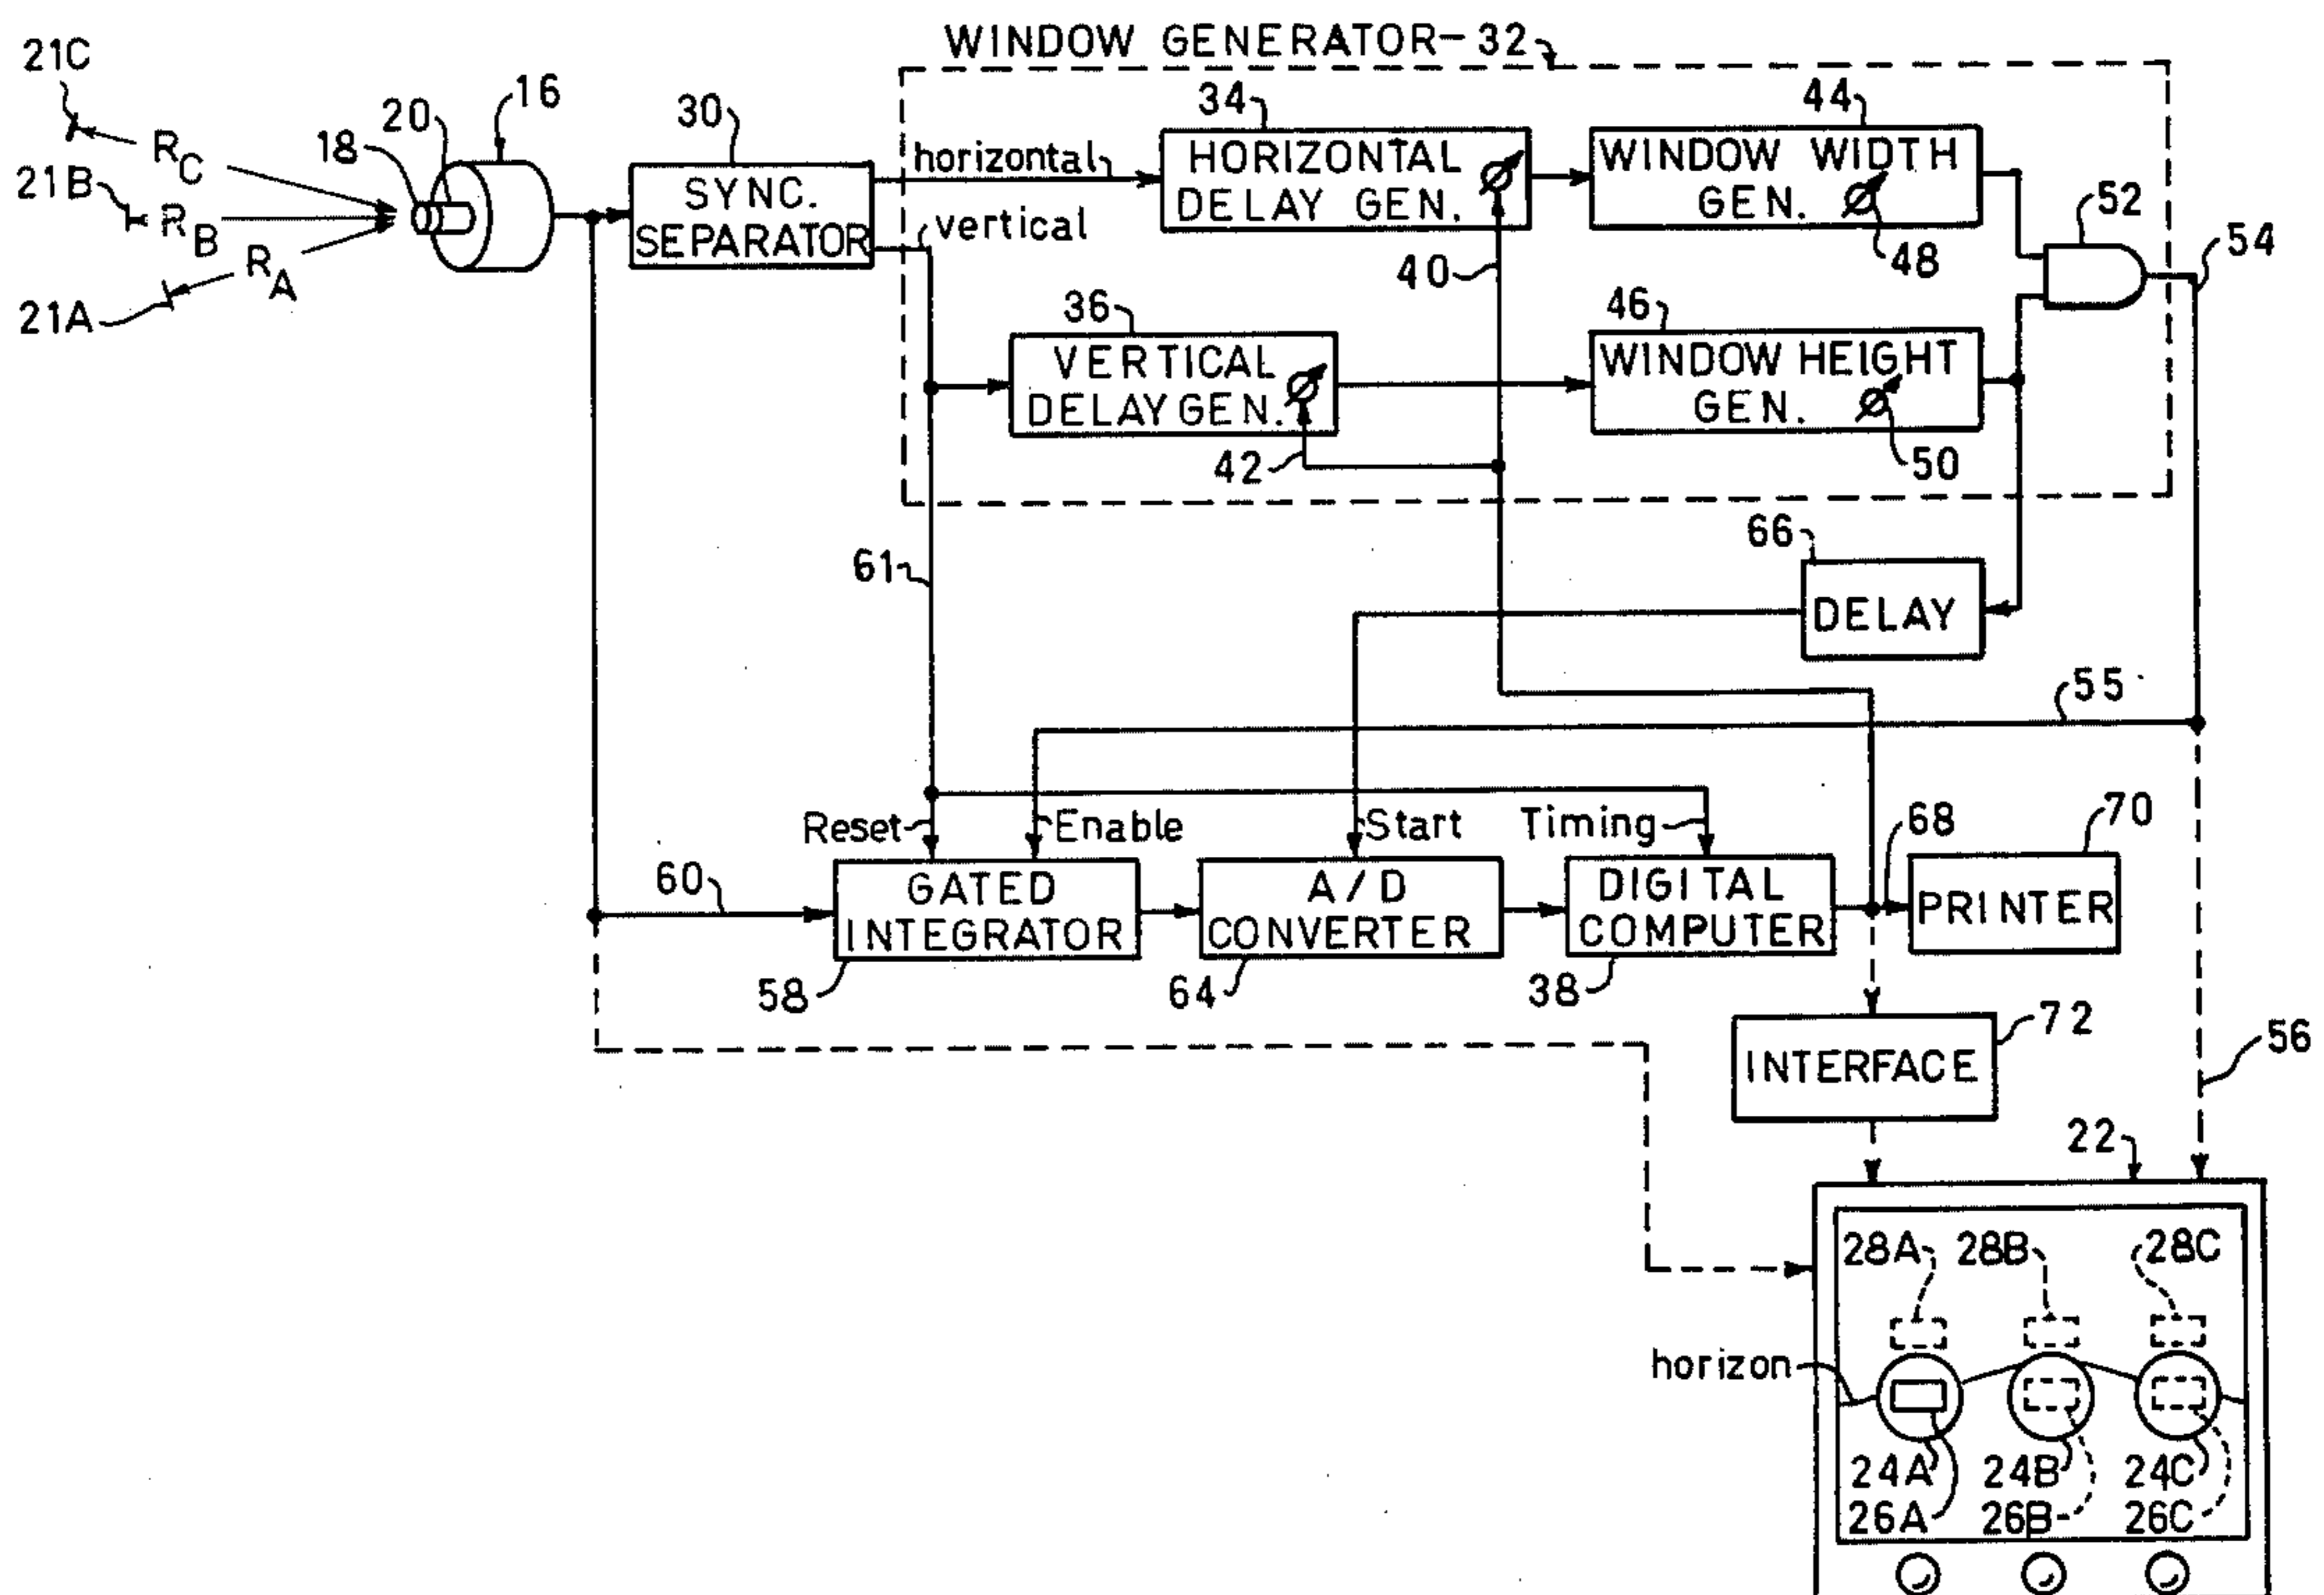 WINDOW GENERATOR-32
21C
RC
21B
RB
RA
21A
18
20
16
30
SYNC.
SEPARATOR
horizontal
vertical
34
HORIZONTAL
DELAY GEN.
40
44
WINDOW WIDTH
GEN.
48
52
54
36
VERTICAL
DELAY GEN.
42
46
WINDOW HEIGHT
GEN.
50
61
66
DELAY
55
Reset
Enable
Start
Timing
68
70
60
GATED
INTEGRATOR
58
A/D
CONVERTER
64
DIGITAL
COMPUTER
38
PRINTER
72
INTERFACE
56
22
28A 28B 28C
horizon
24A 24B 24C
26A 26B 26C